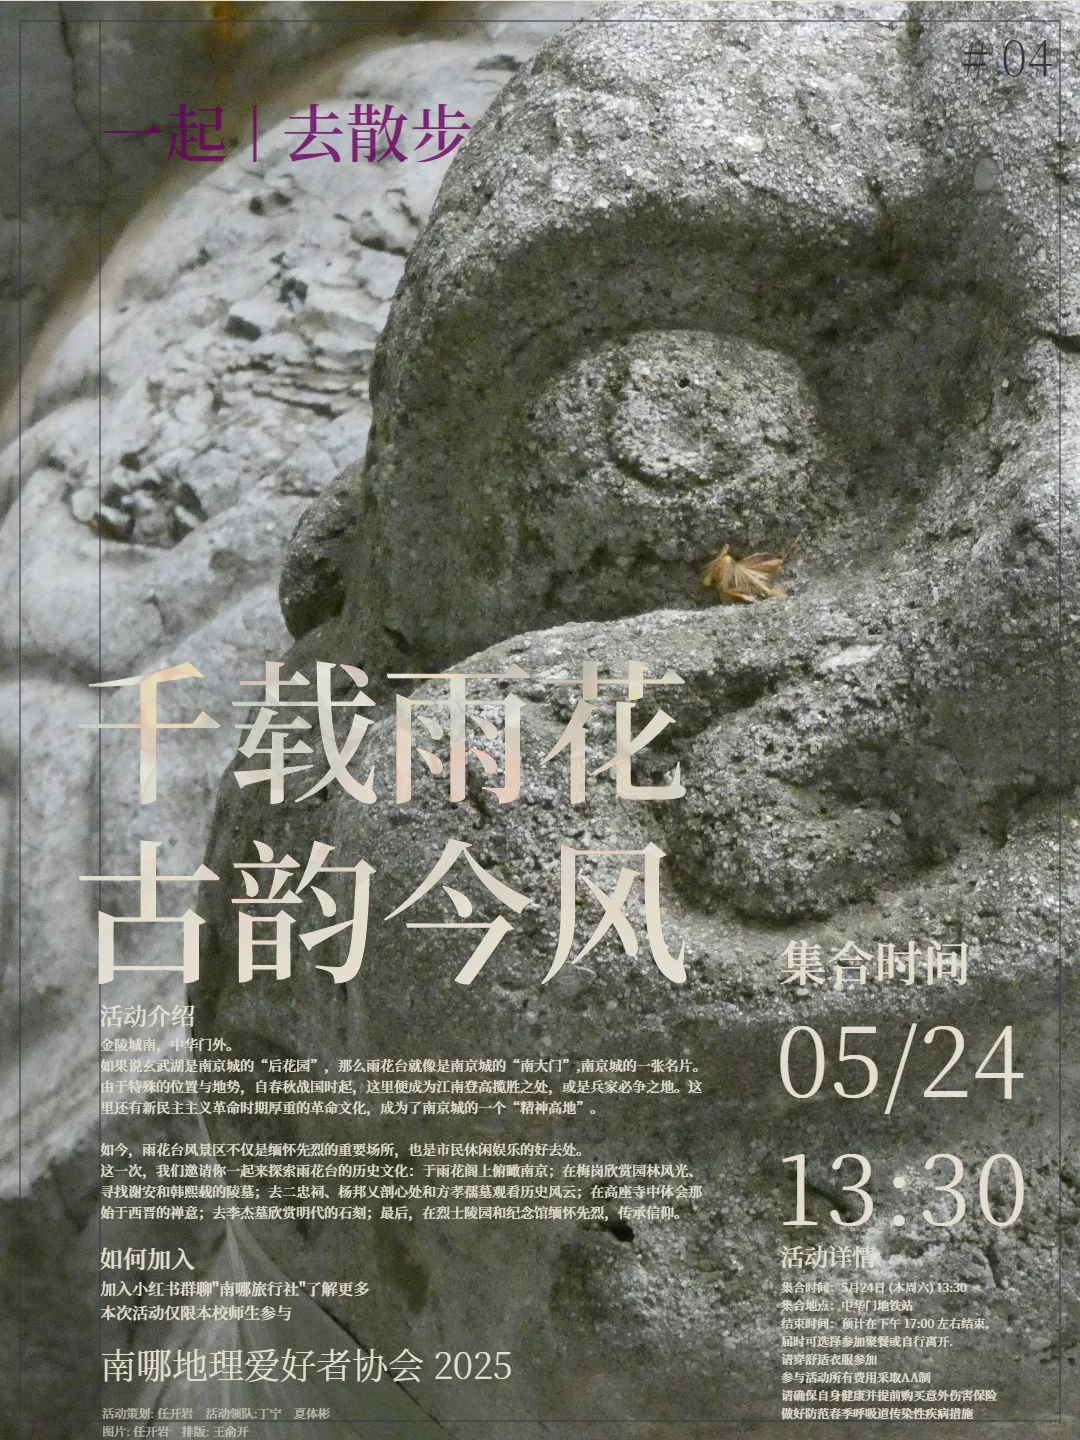 #04
一起｜去散步
千载雨花
古韵今风
集合时间
05/24
13:30
活动介绍
金陵城南，中华门外。
如果说玄武湖是南京城的“后花园”，那么雨花台就像是南京城的“南大门”,南京城的一张名片。
由于特殊的位置与地势，自春秋战国时起，这里便成为江南登高揽胜之处，或是兵家必争之地。这
里还有新民主主义革命时期厚重的革命文化，成为了南京城的一个“精神高地”。
如今，雨花台风景区不仅是缅怀先烈的重要场所，也是市民休闲娱乐的好去处。
这一次，我们邀请你一起来探索雨花台的历史文化：于雨花阁上俯瞰南京；在梅岗欣赏园林风光、
寻找谢安和韩熙载的陵墓；去二忠祠、杨邦乂剖心处和方孝孺墓观看历史风云；在高座寺中体会那
始于西晋的禅意；去李杰墓欣赏明代的石刻；最后，在烈士陵园和纪念馆缅怀先烈，传承信仰。
如何加入
加入小红书群聊"南哪旅行社"了解更多
本次活动仅限本校师生参与
南哪地理爱好者协会 2025
活动策划: 任开岩 活动领队:丁宁 夏体彬
图片: 任开岩 排版: 王俞开
活动详情
集合时间：5月24日 (本周六) 13:30
集合地点：中华门地铁站
结束时间：预计在下午 17:00 左右结束,
届时可选择参加聚餐或自行离开.
请穿舒适衣服参加
参与活动所有费用采取AA制
请确保自身健康并提前购买意外伤害保险
做好防范春季呼吸道传染性疾病措施